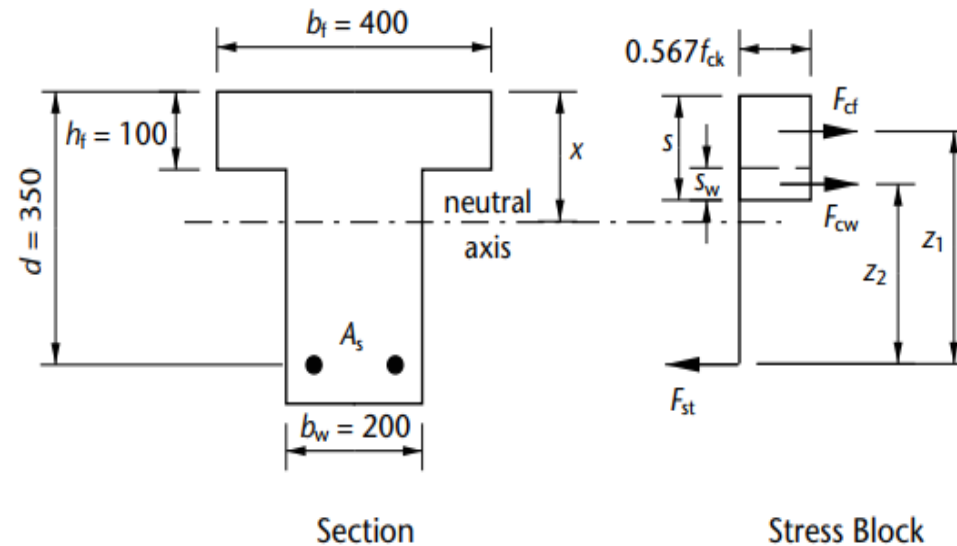 b_f = 400
0.567f_ck
h_f = 100
d = 350
x
s
s_w
F_cf
F_cw
neutral
axis
z_1
z_2
A_s
F_st
b_w = 200
Section
Stress Block